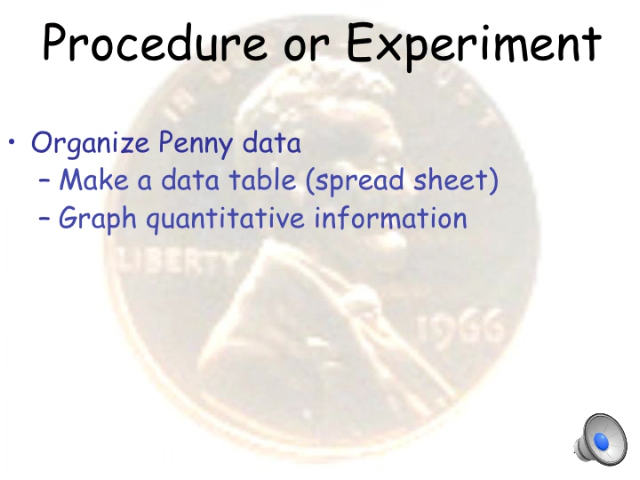 Procedure or Experiment
• Organize Penny data
– Make a data table (spread sheet)
– Graph quantitative information
LIBERTY
1966